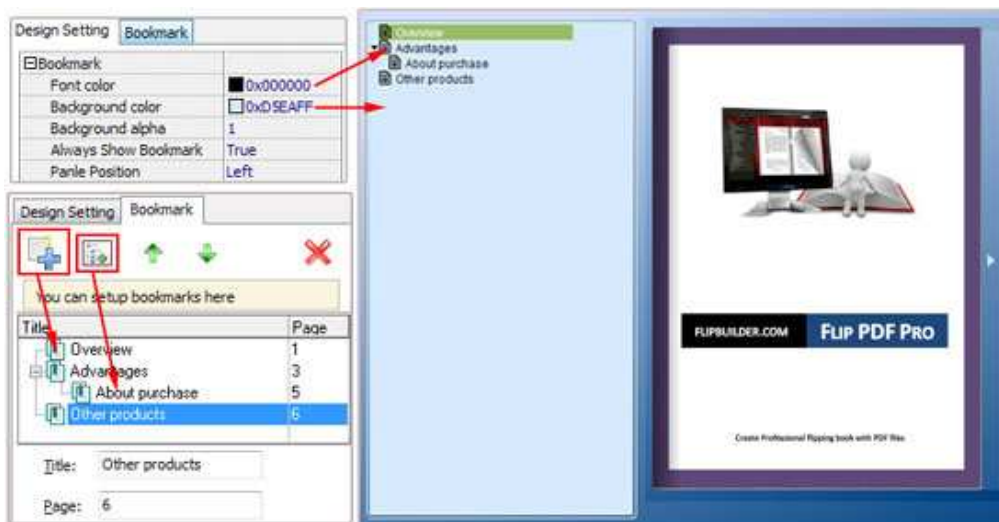 Design Setting Bookmark
Bookmark
Font color 0x000000
Background color 0xD5EAFF
Background alpha 1
Always Show Bookmark True
Panle Position Left
Design Setting Bookmark
You can setup bookmarks here
Title Page
Overview 1
Advantages 3
About purchase 5
Other products 6
Title: Other products
Page: 6
Overview
Advantages
About purchase
Other products
FLIPBUILDER.COM FLIP PDF PRO
Create Professional flipping book with PDF files